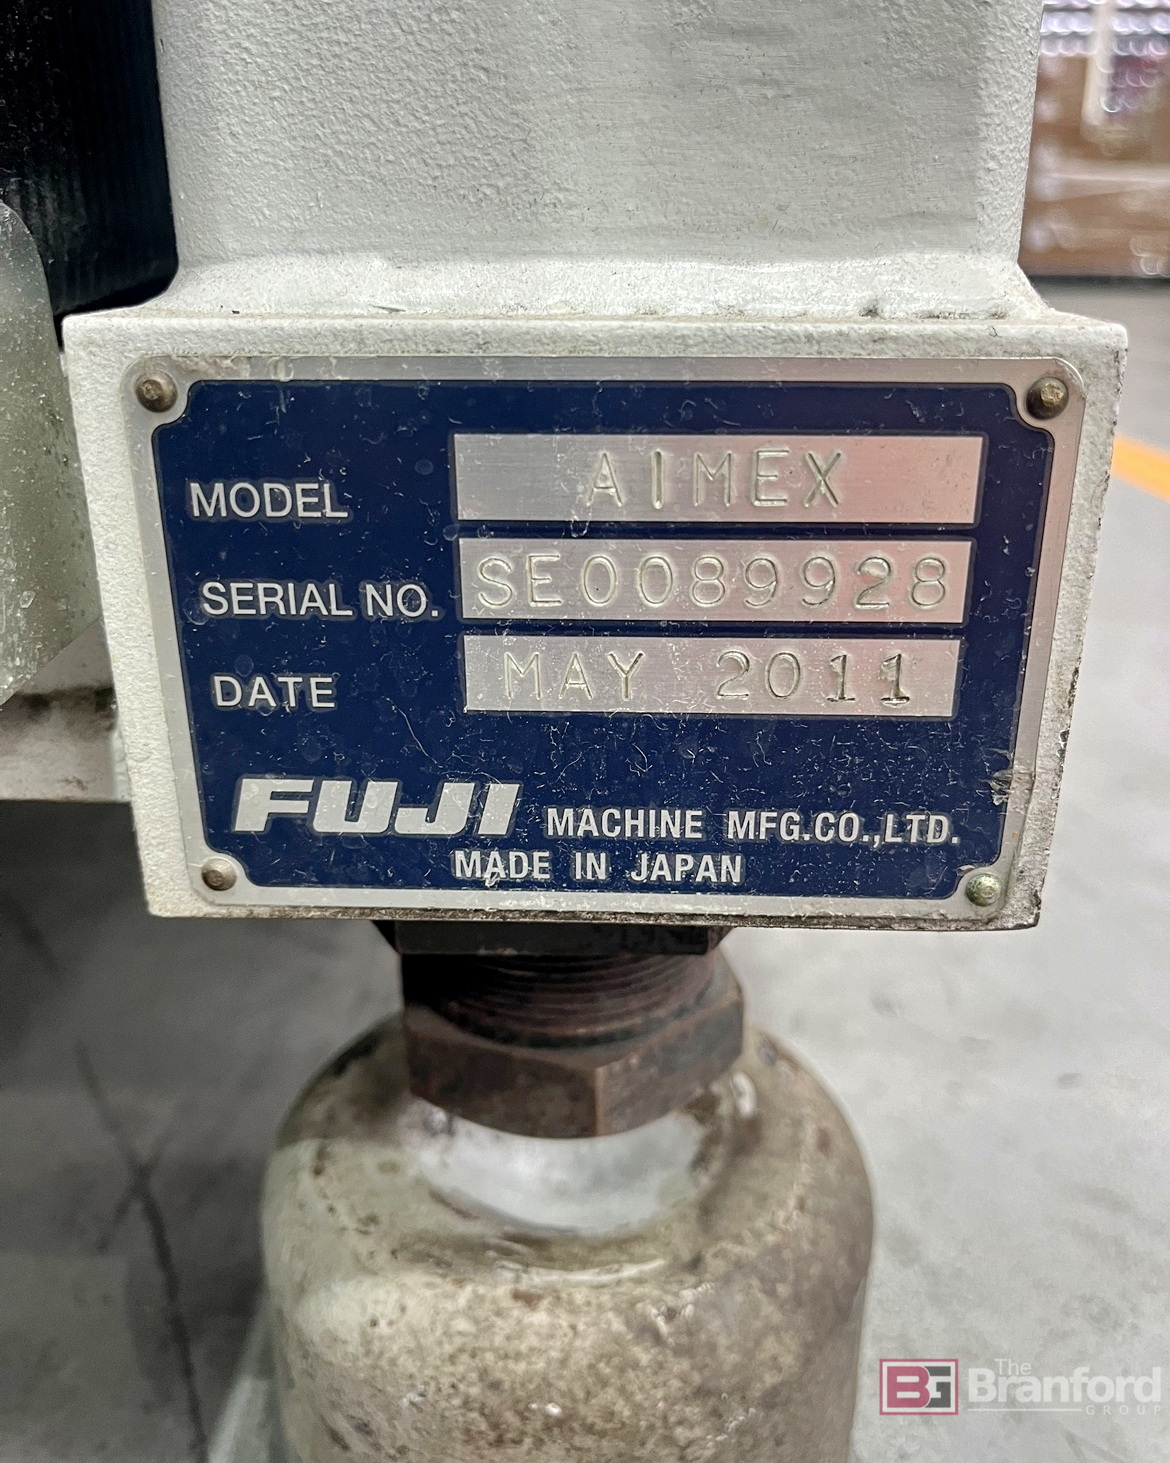 MODEL AIMEX
SERIAL NO. SE0089928
DATE MAY 2011
FUJI MACHINE MFG.CO.,LTD.
MADE IN JAPAN
BG The Branford GROUP